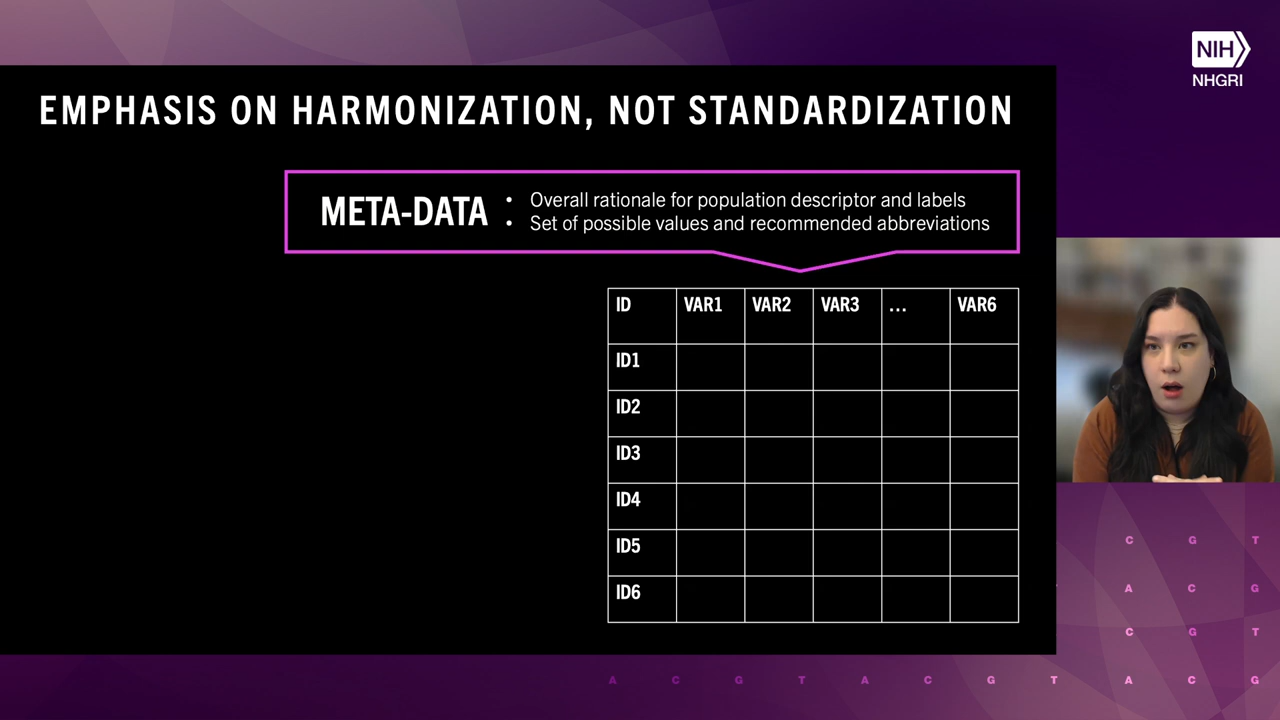 NIH
NHGRI
EMPHASIS ON HARMONIZATION, NOT STANDARDIZATION
META-DATA : Overall rationale for population descriptor and labels
Set of possible values and recommended abbreviations
ID VAR1 VAR2 VAR3 ... VAR6
ID1
ID2
ID3
ID4
ID5
ID6
C G T
A C G
C G T
A C G T A C G T A C G